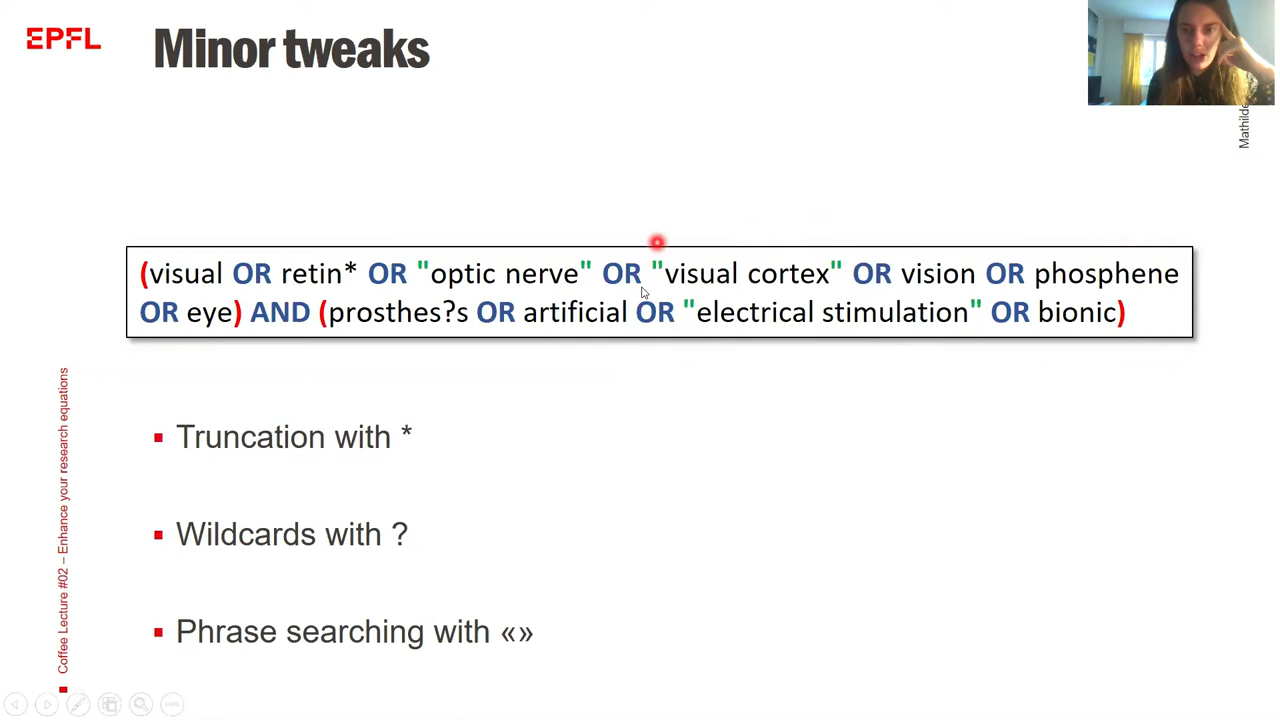 EPFL
Minor tweaks
Mathilde
(visual OR retin* OR "optic nerve" OR "visual cortex" OR vision OR phosphene
OR eye) AND (prosthes?s OR artificial OR "electrical stimulation" OR bionic)
Truncation with *
Wildcards with ?
Phrase searching with «»
Coffee Lecture #02 – Enhance your research equations